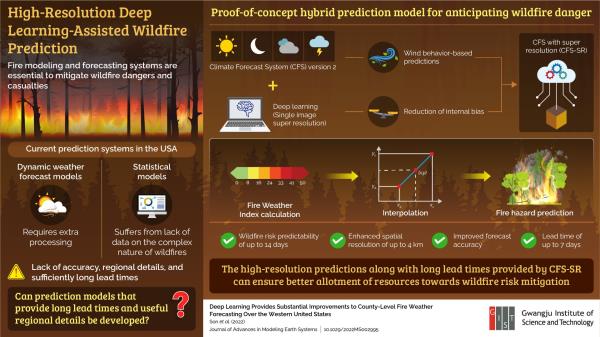 High-Resolution Deep
Learning-Assisted Wildfire
Prediction
Fire modeling and forecasting systems are
essential to mitigate wildfire dangers and
casualties
Current prediction systems in the USA
Dynamic weather
forecast models
Requires extra
processing
Statistical
models
Suffers from lack of
data on the complex
nature of wildfires
Lack of accuracy, regional details, and
sufficiently long lead times
Can prediction models that
provide long lead times and useful
regional details be developed?
Proof-of-concept hybrid prediction model for anticipating wildfire danger
Climate Forecast System (CFS) version 2
Wind behavior-based
predictions
Deep learning
(Single image
super resolution)
Reduction of internal bias
CFS with super
resolution (CFS-SR)
0 8 16 24 33 41 50
Fire Weather
Index calculation
Interpolation
Fire hazard prediction
Wildfire risk predictability
of up to 14 days
Enhanced spatial
resolution of up to 4 km
Improved forecast
accuracy
Lead time of
up to 7 days
The high-resolution predictions along with long lead times provided by CFS-SR
can ensure better allotment of resources towards wildfire risk mitigation
Deep Learning Provides Substantial Improvements to County-Level Fire Weather
Forecasting Over the Western United States
Son et al. (2022)
Journal of Advances in Modeling Earth Systems | 10.1029/2022MS002995
GIST
Gwangju Institute of
Science and Technology